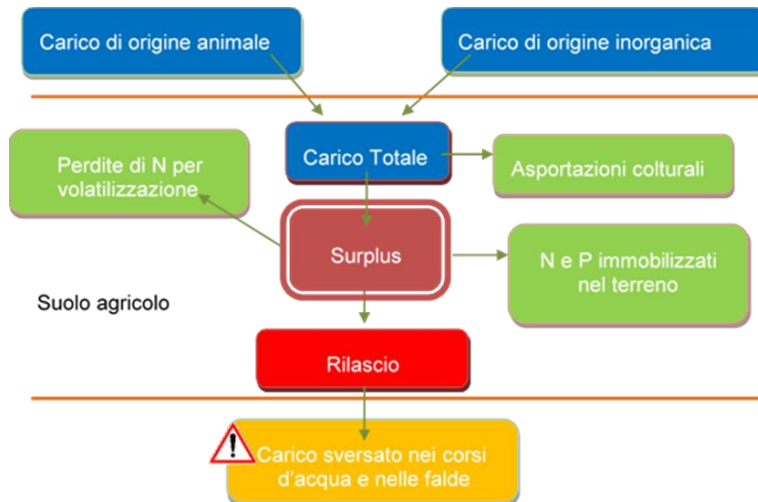 Carico di origine animale
Carico di origine inorganica
Carico Totale
Perdite di N per
volatilizzazione
Asportazioni colturali
Surplus
N e P immobilizzati
nel terreno
Suolo agricolo
Rilascio
!
Carico sversato nei corsi
d'acqua e nelle falde